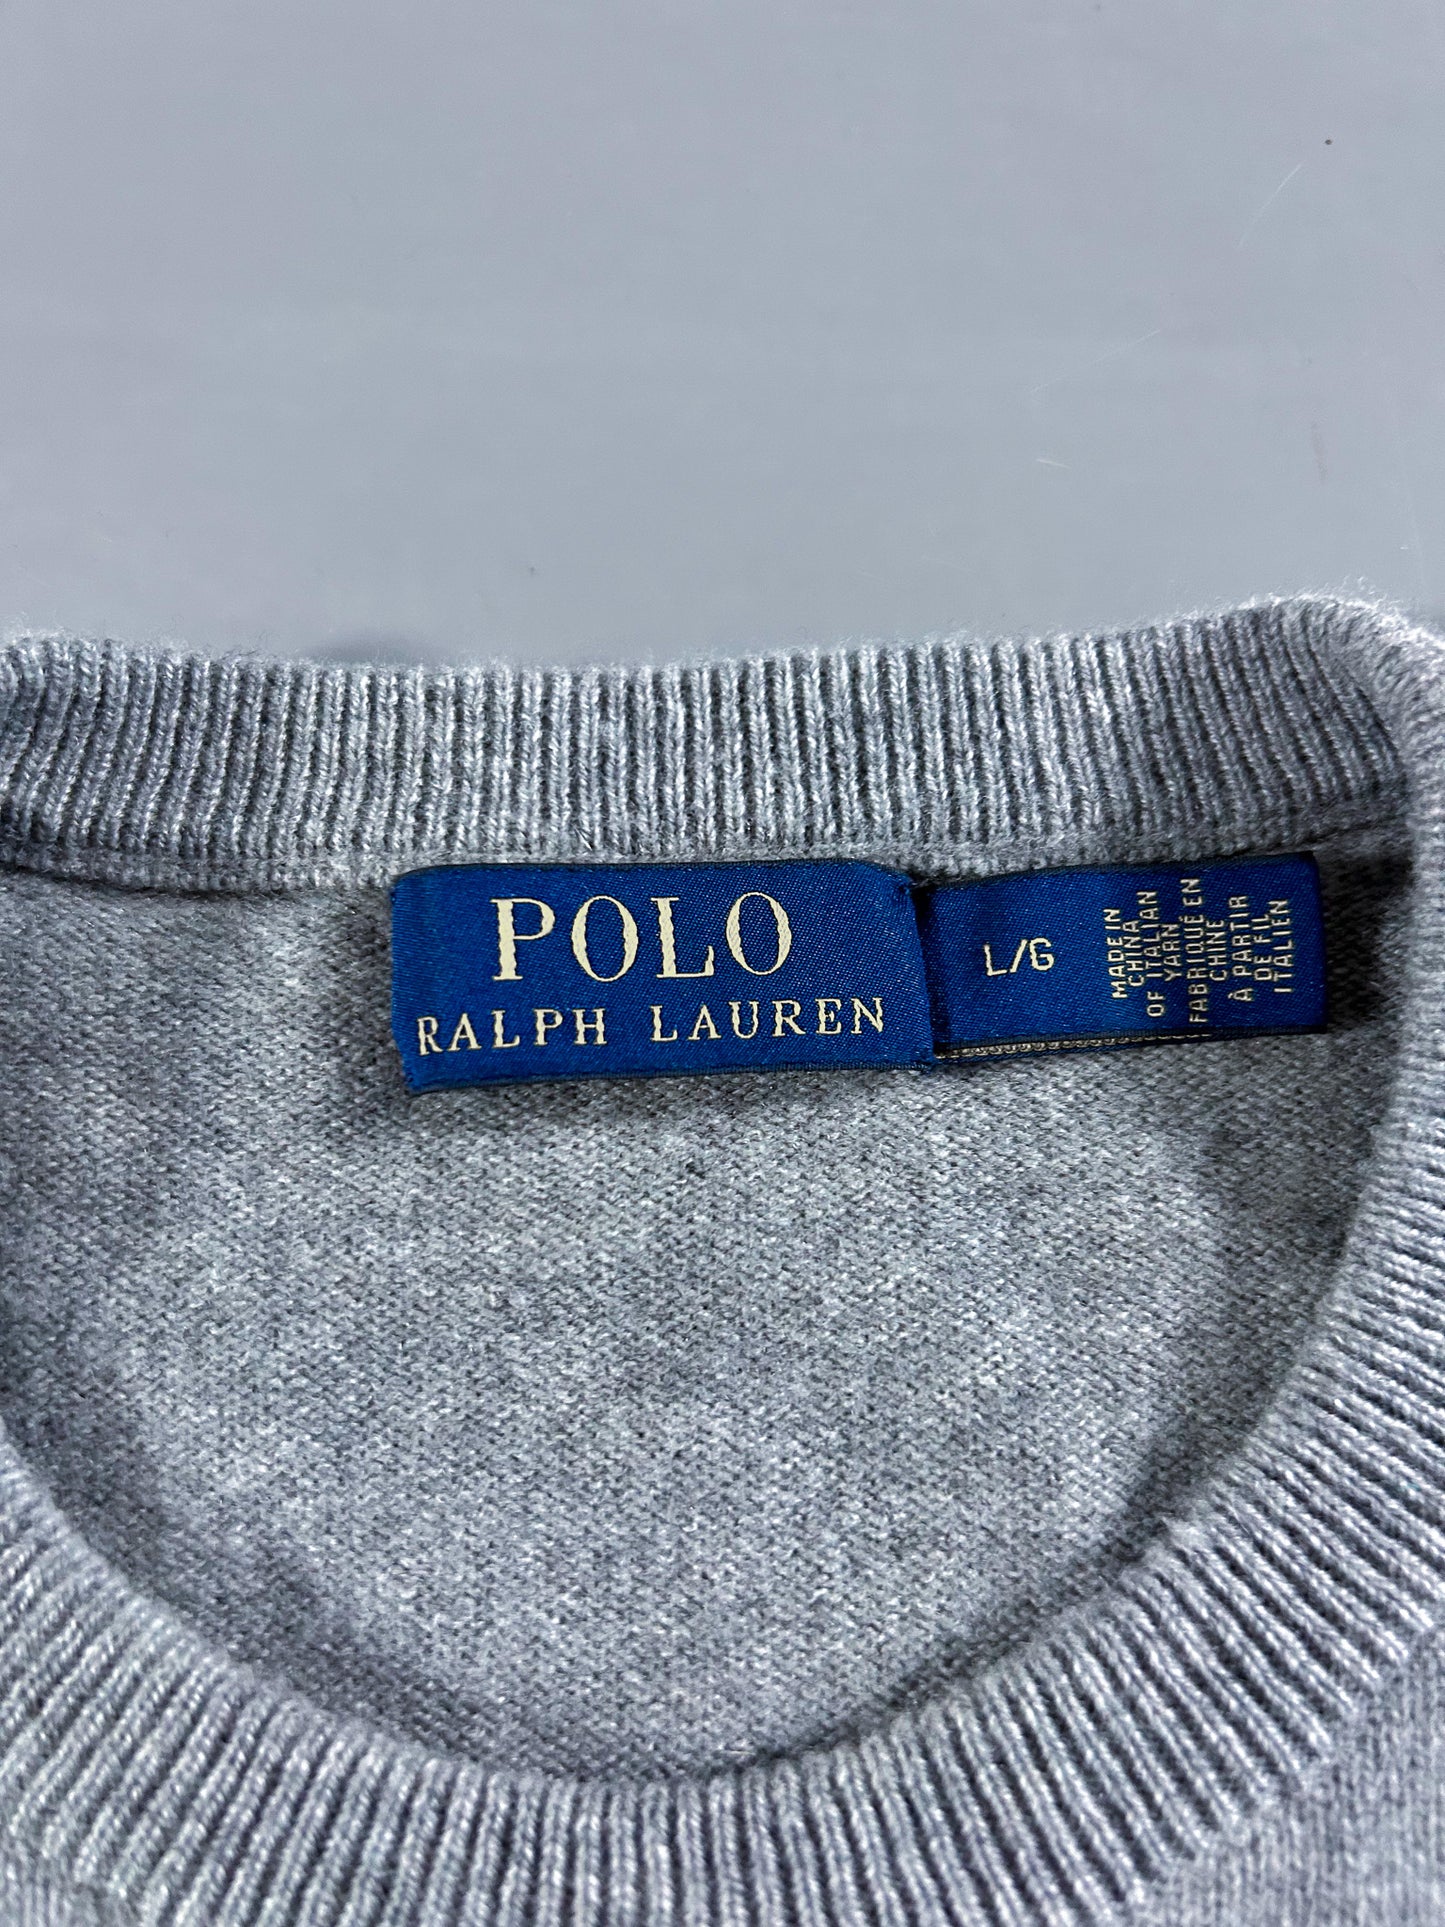 POLO
RALPH LAUREN
L/G
MADE IN
CHINA
OF ITALIAN
YARN
FABRIQUÉ EN
CHINE
À PARTIR
DE FIL
ITALIEN